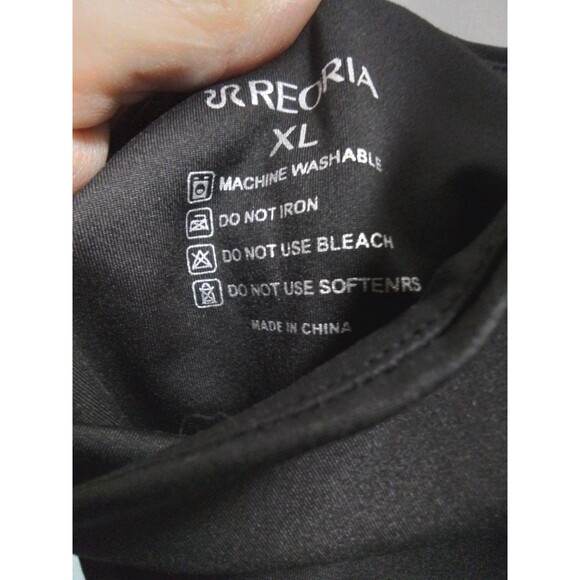 REORIA
XL
MACHINE WASHABLE
DO NOT IRON
DO NOT USE BLEACH
DO NOT USE SOFTENRS
MADE IN CHINA